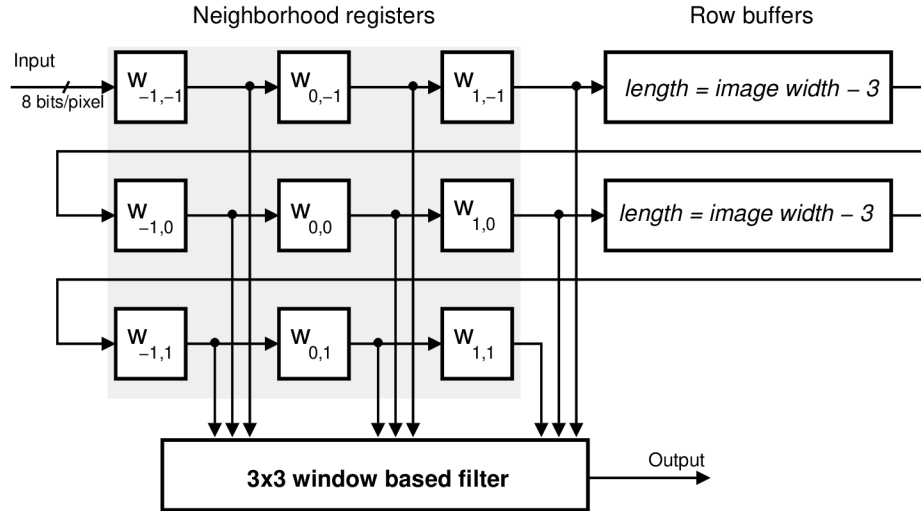 Neighborhood registers
Row buffers
Input
8 bits/pixel
w−1,−1
w0,−1
w1,−1
length = image width − 3
w−1,0
w0,0
w1,0
length = image width − 3
w−1,1
w0,1
w1,1
3x3 window based filter
Output